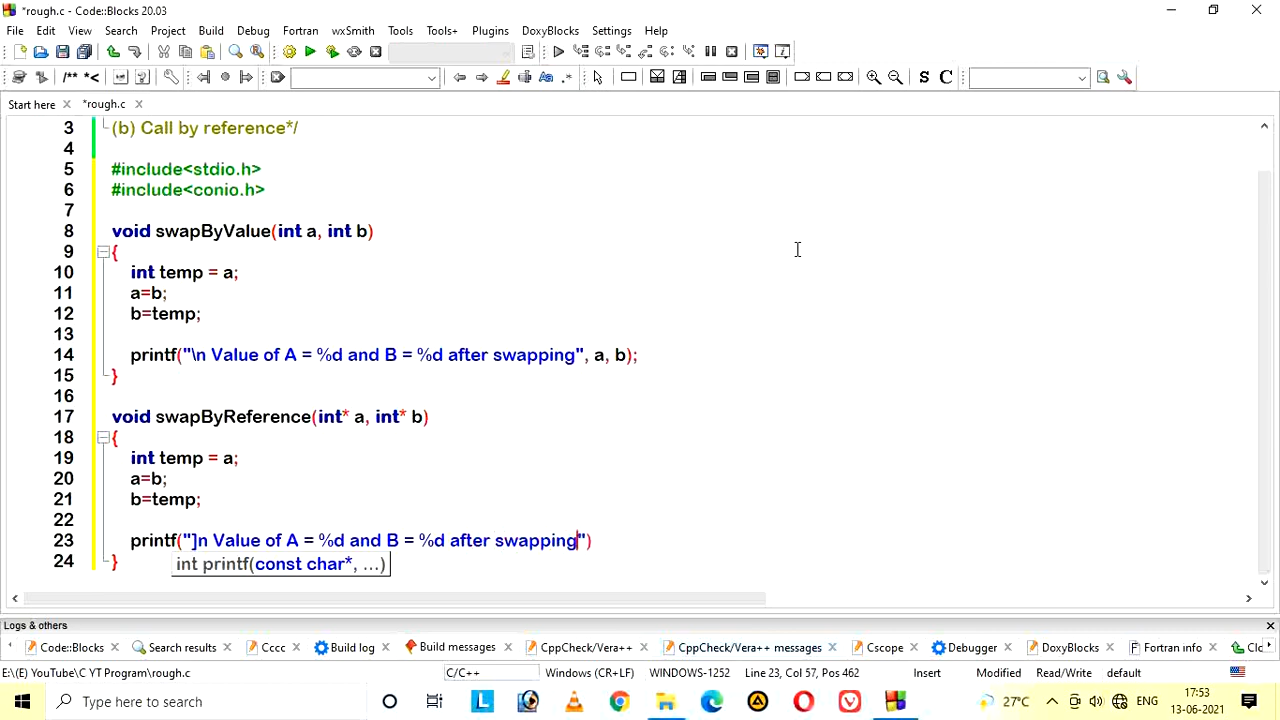 *rough.c - Code::Blocks 20.03
File Edit View Search Project Build Debug Fortran wxSmith Tools Tools+ Plugins DoxyBlocks Settings Help
/** *< S C
Start here *rough.c
3 (b) Call by reference*/
4
5 #include<stdio.h>
6 #include<conio.h>
7
8 void swapByValue(int a, int b)
9 {
10 int temp = a;
11 a=b;
12 b=temp;
13
14 printf("\n Value of A = %d and B = %d after swapping", a, b);
15 }
16
17 void swapByReference(int* a, int* b)
18 {
19 int temp = a;
20 a=b;
21 b=temp;
22
23 printf("]n Value of A = %d and B = %d after swapping")
24 }
int printf(const char*, ...)
Logs & others
Code::Blocks Search results Cccc Build log Build messages CppCheck/Vera++ CppCheck/Vera++ messages Cscope Debugger DoxyBlocks Fortran info Clo
E:\(E) YouTube\C YT Program\rough.c C/C++ Windows (CR+LF) WINDOWS-1252 Line 23, Col 57, Pos 462 Insert Modified Read/Write default
Type here to search L 27°C ENG 17:53
13-06-2021